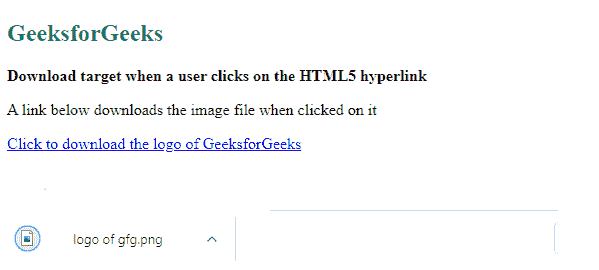 GeeksforGeeks
Download target when a user clicks on the HTML5 hyperlink
A link below downloads the image file when clicked on it
Click to download the logo of GeeksforGeeks
logo of gfg.png